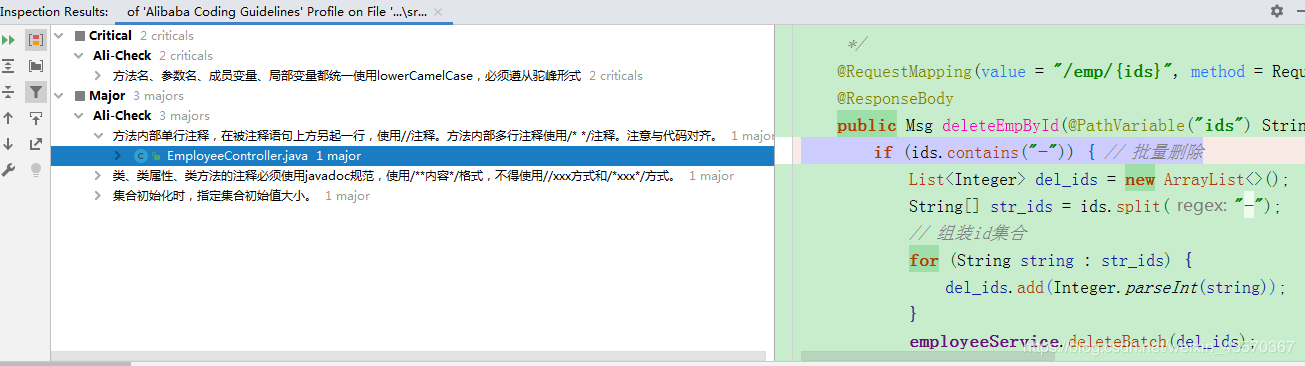 Inspection Results: of 'Alibaba Coding Guidelines' Profile on File '...\sr...
Critical 2 criticals
Ali-Check 2 criticals
方法名、参数名、成员变量、局部变量都统一使用lowerCamelCase，必须遵从驼峰形式 2 criticals
Major 3 majors
Ali-Check 3 majors
方法内部单行注释，在被注释语句上方另起一行，使用//注释。方法内部多行注释使用/* */注释。注意与代码对齐。 1 major
EmployeeController.java 1 major
类、类属性、类方法的注释必须使用javadoc规范，使用/**内容*/格式，不得使用//xxx方式和/*xxx*/方式。 1 major
集合初始化时，指定集合初始值大小。 1 major
*/
@RequestMapping(value = "/emp/{ids}", method = Requ
@ResponseBody
public Msg deleteEmpById(@PathVariable("ids") Strin
if (ids.contains("-")) { // 批量删除
List<Integer> del_ids = new ArrayList<>();
String[] str_ids = ids.split( regex: "-");
// 组装id集合
for (String string : str_ids) {
del_ids.add(Integer.parseInt(string));
}
employeeService.deleteBatch(del_ids);
https://blog.csdn.net/weixin_43570367